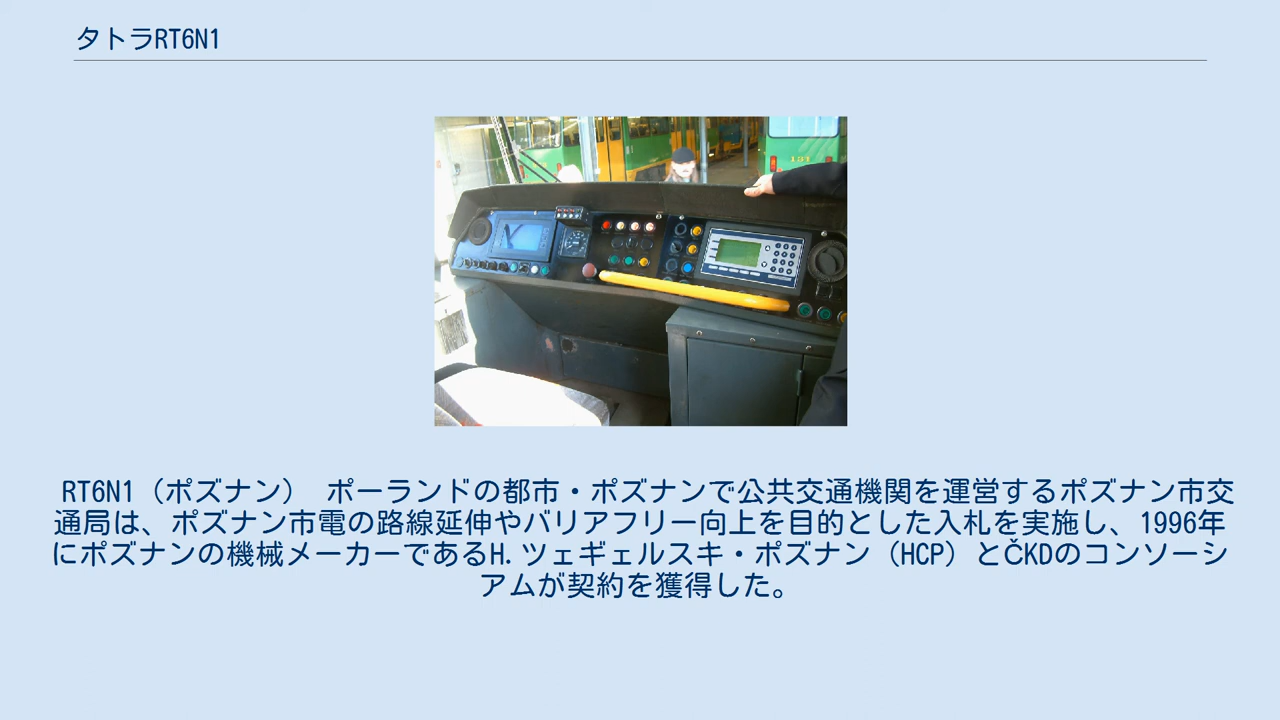 タトラRT6N1
RT6N1（ポズナン） ポーランドの都市・ポズナンで公共交通機関を運営するポズナン市交
通局は、ポズナン市電の路線延伸やバリアフリー向上を目的とした入札を実施し、1996年
にポズナンの機械メーカーであるH.ツェギェルスキ・ポズナン（HCP）とČKDのコンソーシ
アムが契約を獲得した。